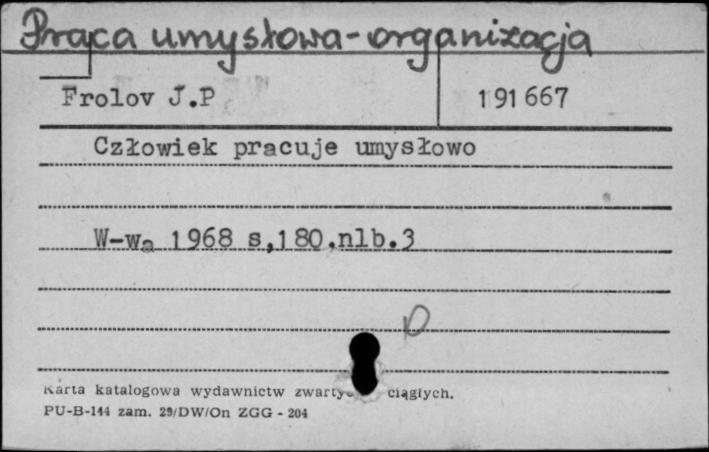 Praca umysłowa-organizacja
Frolov J.P 191667
Człowiek pracuje umysłowo
W-wa 1968 s,180.nlb.3
Karta katalogowa wydawnictw ciągłych.
PU-B-144 zam. 29/DW/On ZGG - 204